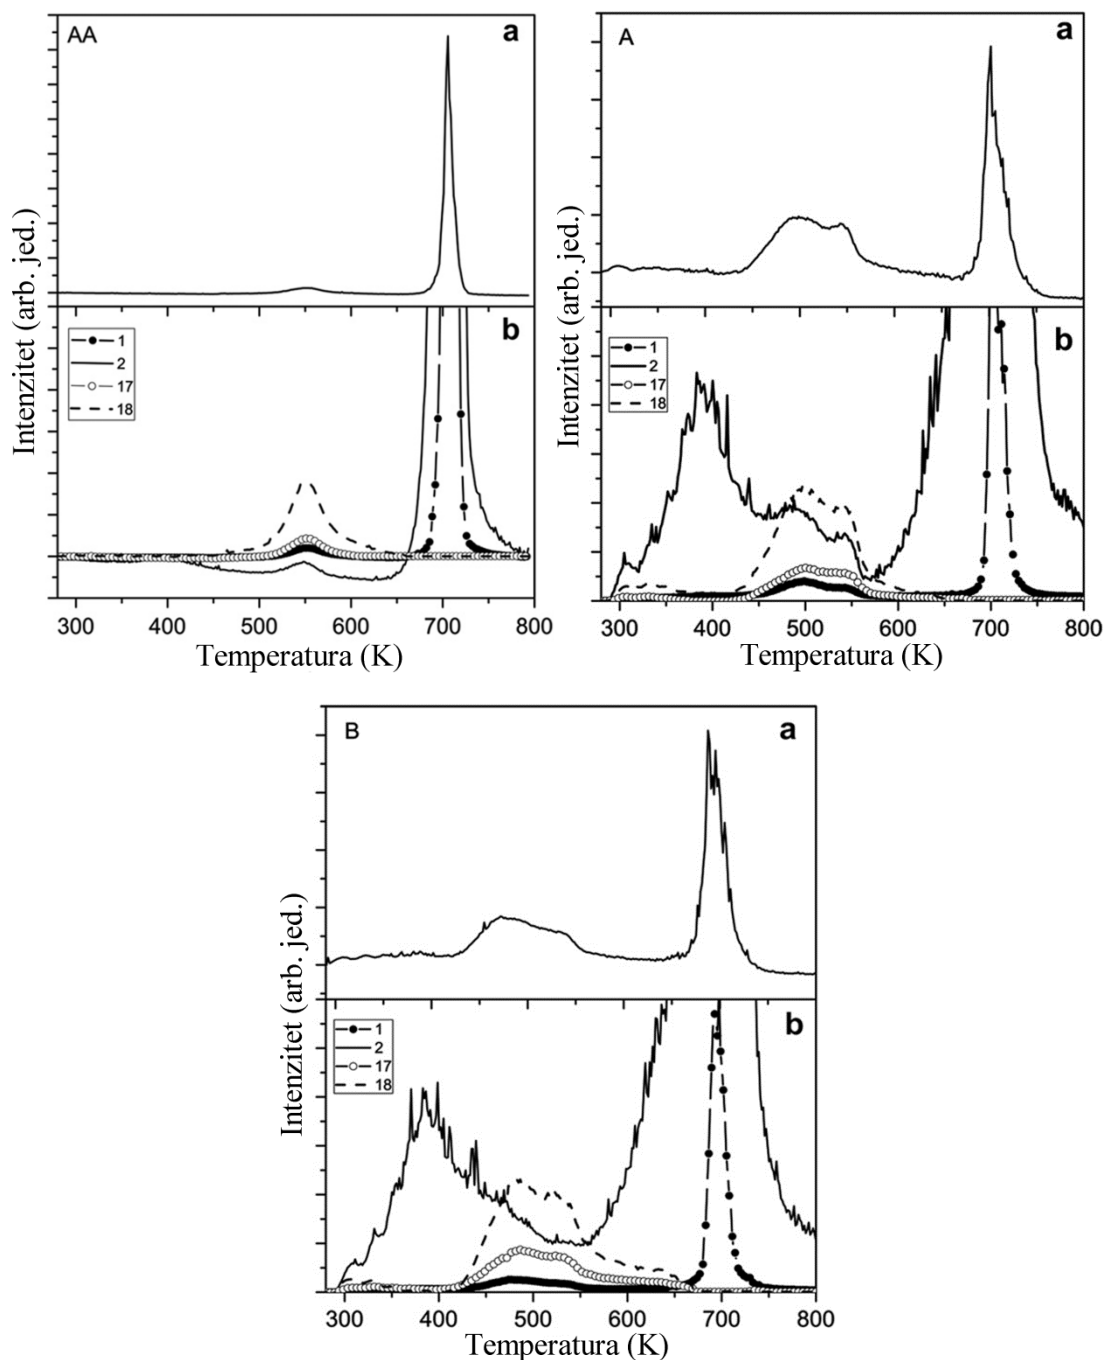 AA
a
Intenzitet (arb. jed.)
b
1
2
17
18
300 400 500 600 700 800
Temperatura (K)
A
a
Intenzitet (arb. jed.)
b
1
2
17
18
300 400 500 600 700 800
Temperatura (K)
B
a
Intenzitet (arb. jed.)
b
1
2
17
18
300 400 500 600 700 800
Temperatura (K)